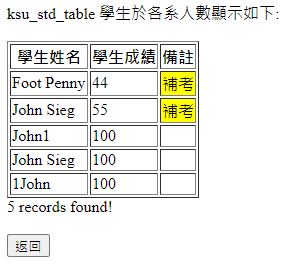 ksu_std_table 學生於各系人數顯示如下:
學生姓名 學生成績 備註
Foot Penny 44 補考
John Sieg 55 補考
John1 100
John Sieg 100
1John 100
5 records found!
返回